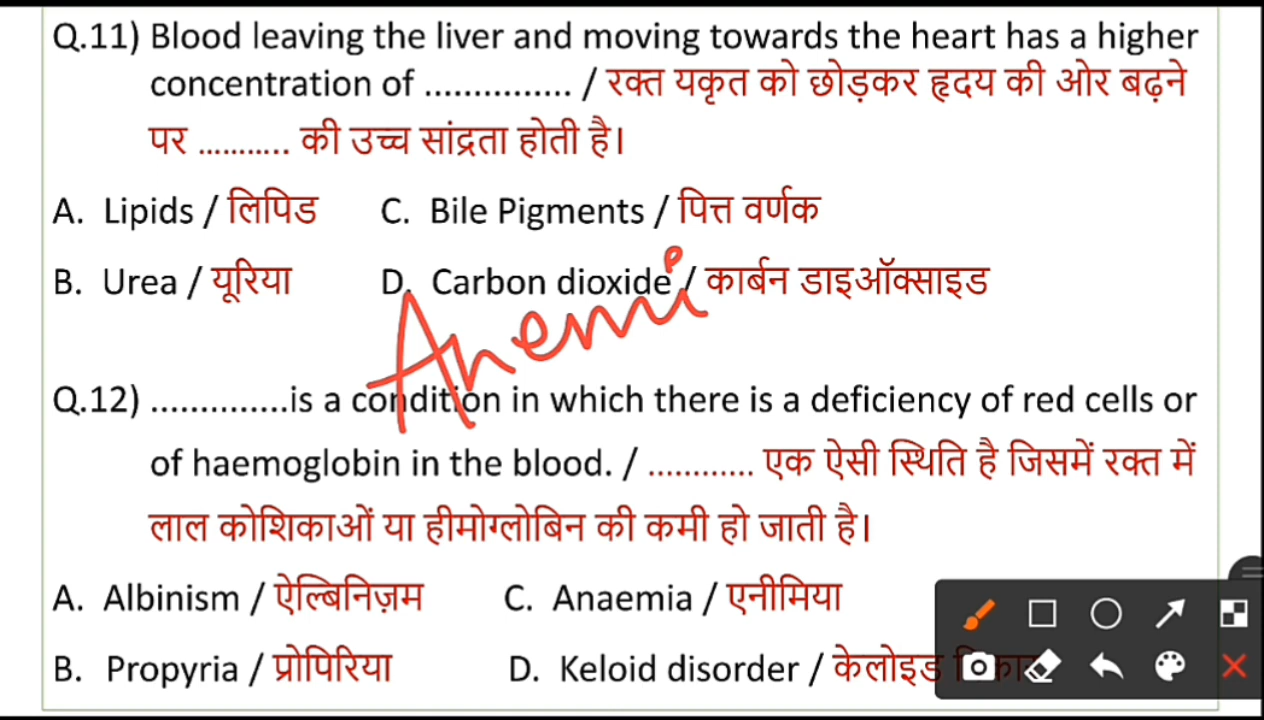 Q.11) Blood leaving the liver and moving towards the heart has a higher
concentration of ............... / रक्त यकृत को छोड़कर हृदय की ओर बढ़ने
पर ........... की उच्च सांद्रता होती है।
A. Lipids / लिपिड C. Bile Pigments / पित्त वर्णक
B. Urea / यूरिया D. Carbon dioxide / कार्बन डाइऑक्साइड
Anemi
Q.12) ..............is a condition in which there is a deficiency of red cells or
of haemoglobin in the blood. / ............ एक ऐसी स्थिति है जिसमें रक्त में
लाल कोशिकाओं या हीमोग्लोबिन की कमी हो जाती है।
A. Albinism / ऐल्बिनिज़म C. Anaemia / एनीमिया
B. Propyria / प्रोपिरिया D. Keloid disorder / केलोइड